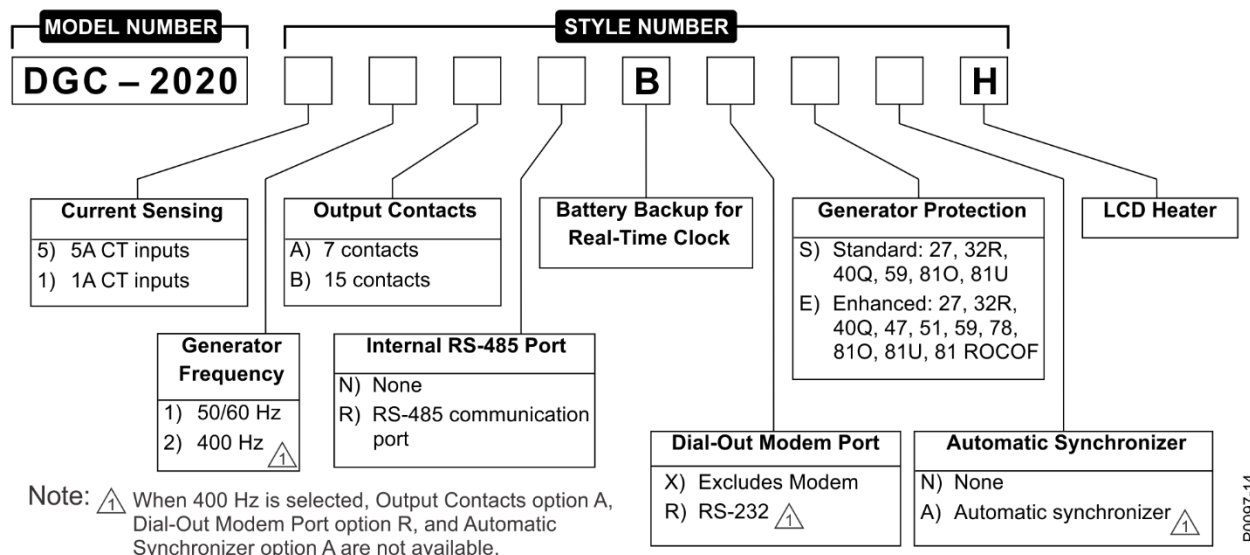 MODEL NUMBER
STYLE NUMBER
DGC – 2020
B
H
Current Sensing
5) 5A CT inputs
1) 1A CT inputs
Output Contacts
A) 7 contacts
B) 15 contacts
Battery Backup for
Real-Time Clock
Generator Protection
S) Standard: 27, 32R,
40Q, 59, 81O, 81U
E) Enhanced: 27, 32R,
40Q, 47, 51, 59, 78,
81O, 81U, 81 ROCOF
LCD Heater
Generator
Frequency
1) 50/60 Hz
2) 400 Hz 1
Internal RS-485 Port
N) None
R) RS-485 communication
port
Dial-Out Modem Port
X) Excludes Modem
R) RS-232 1
Automatic Synchronizer
N) None
A) Automatic synchronizer 1
Note: 1 When 400 Hz is selected, Output Contacts option A,
Dial-Out Modem Port option R, and Automatic
Synchronizer option A are not available.
P0097-14